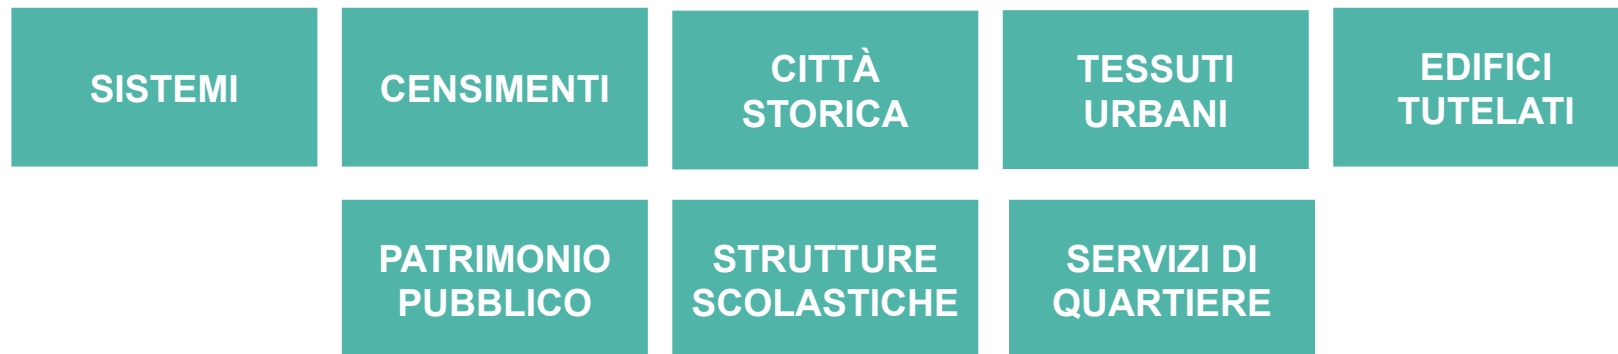 SISTEMI
CENSIMENTI
CITTÀ
STORICA
TESSUTI
URBANI
EDIFICI
TUTELATI
PATRIMONIO
PUBBLICO
STRUTTURE
SCOLASTICHE
SERVIZI DI
QUARTIERE